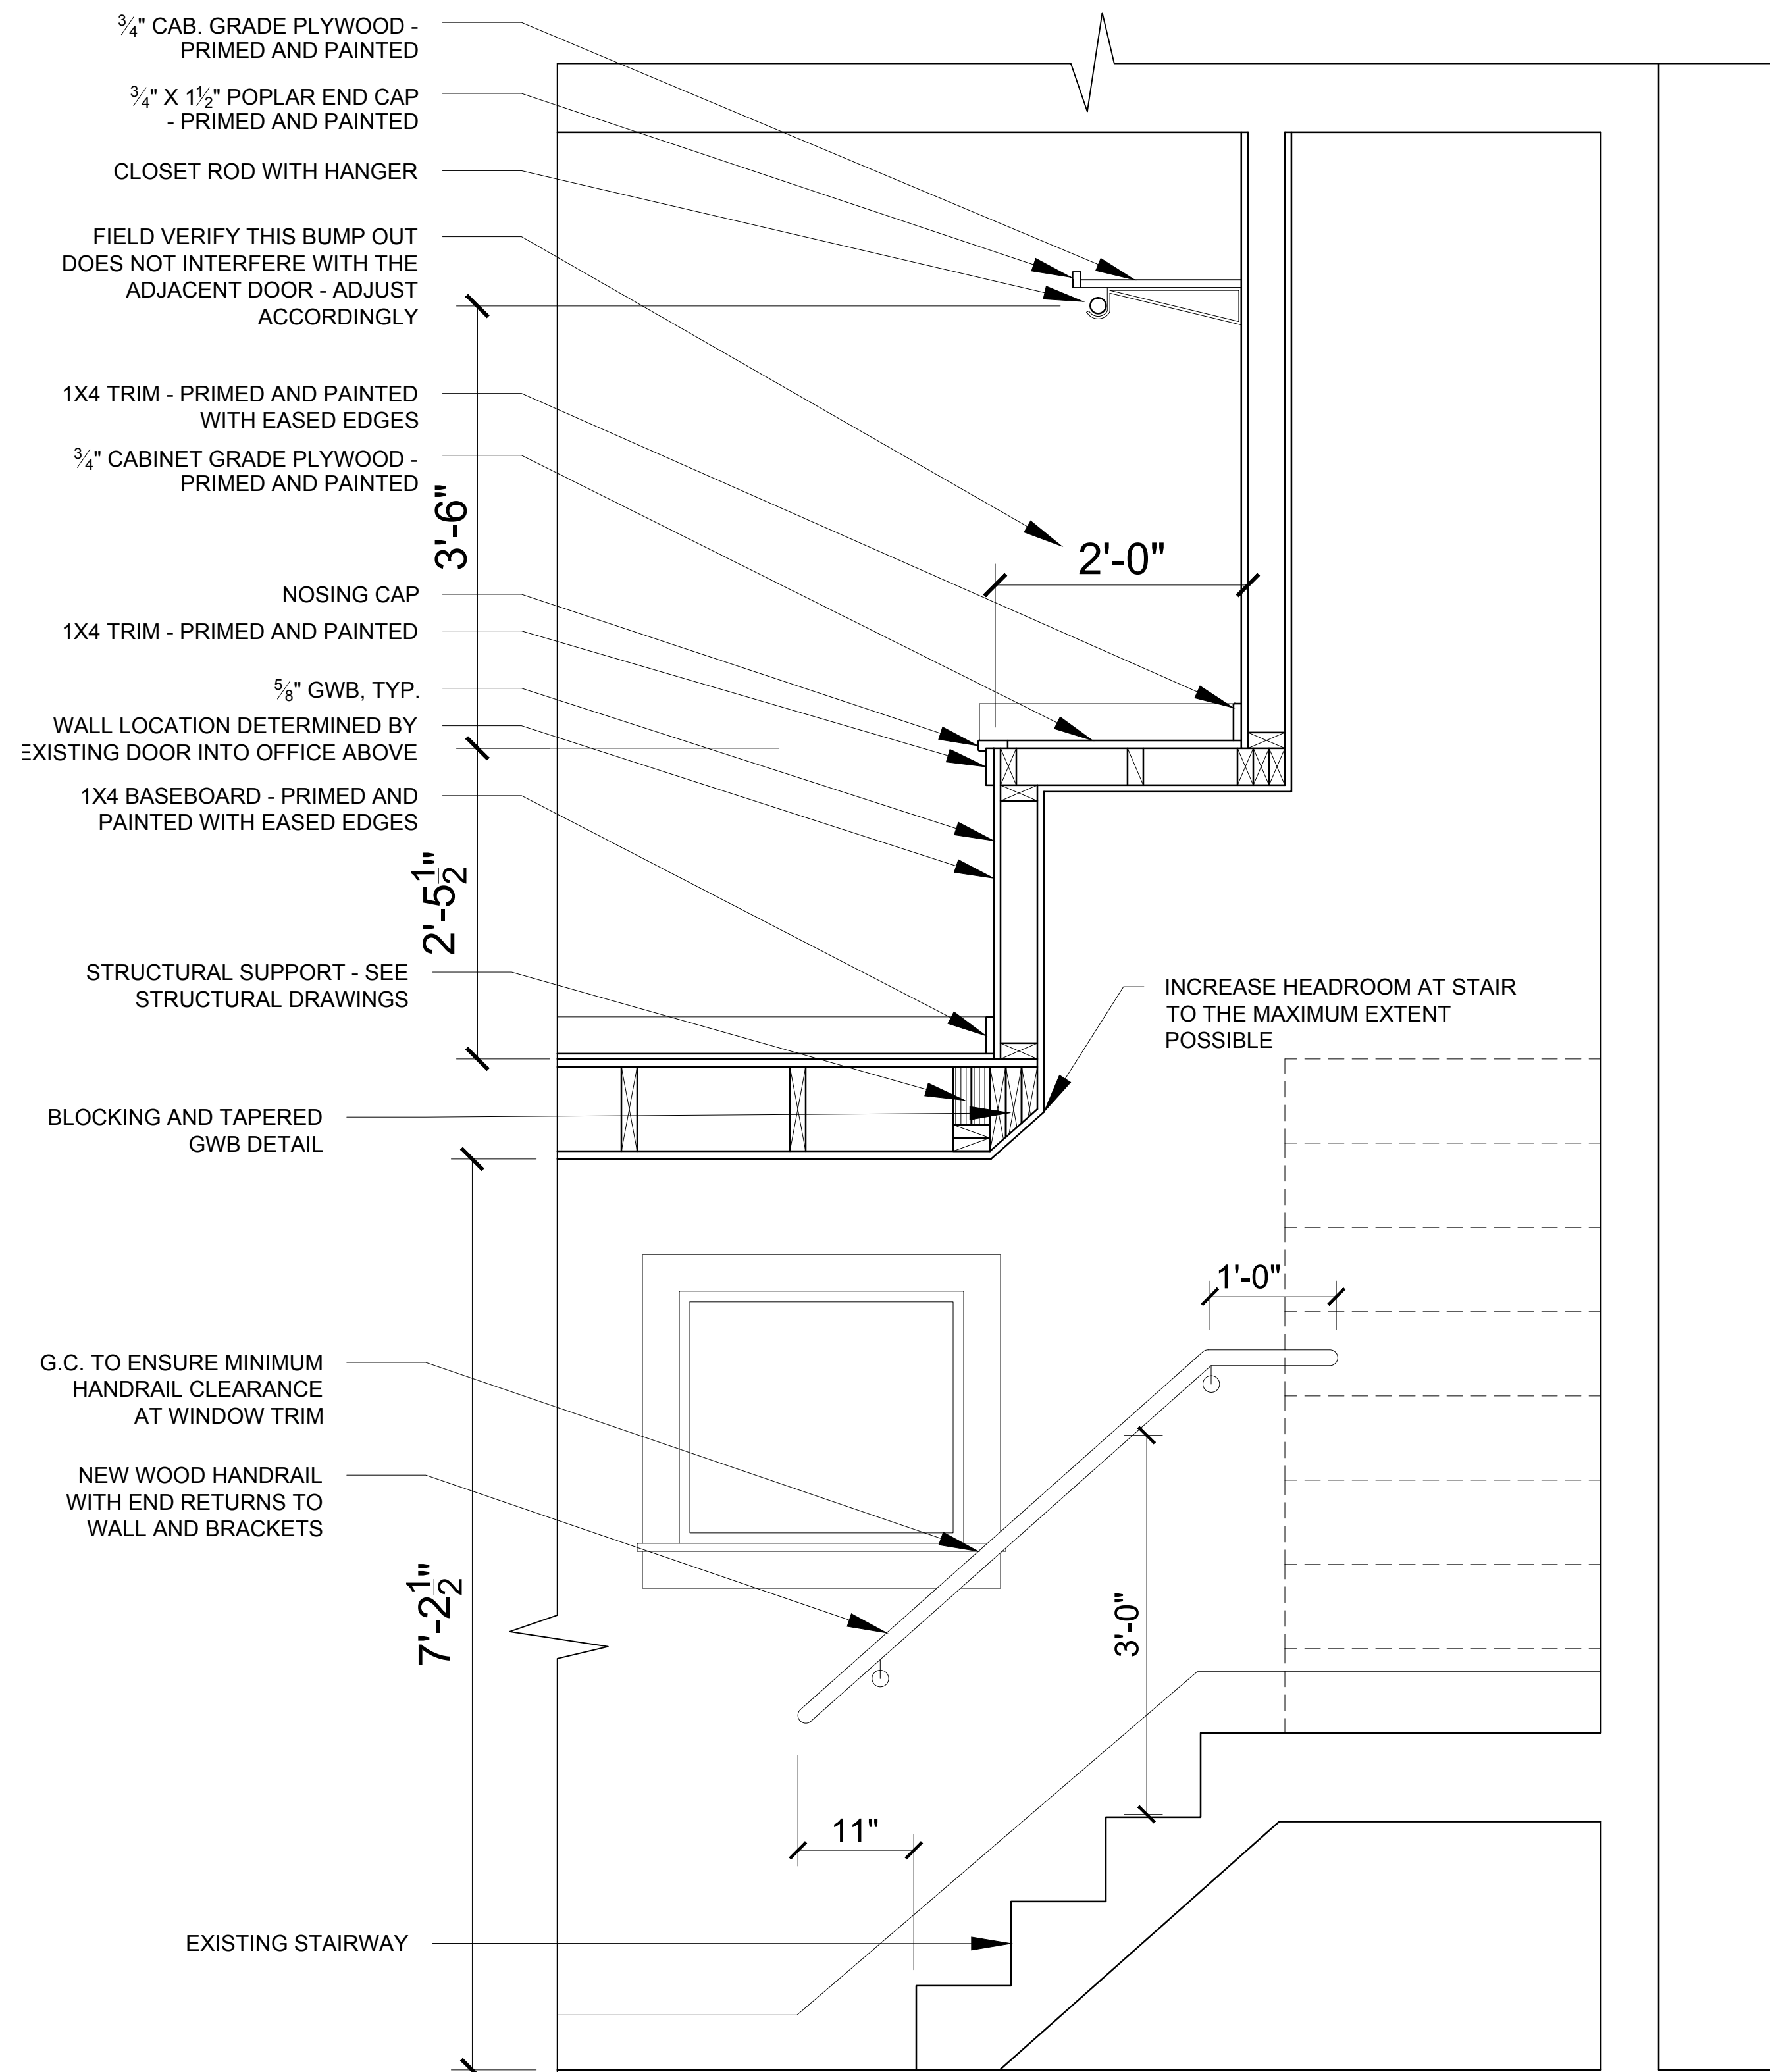 ¾" CAB. GRADE PLYWOOD -
PRIMED AND PAINTED
¾" X 1½" POPLAR END CAP
- PRIMED AND PAINTED
CLOSET ROD WITH HANGER
FIELD VERIFY THIS BUMP OUT
DOES NOT INTERFERE WITH THE
ADJACENT DOOR - ADJUST
ACCORDINGLY
1X4 TRIM - PRIMED AND PAINTED
WITH EASED EDGES
¾" CABINET GRADE PLYWOOD -
PRIMED AND PAINTED
3'-6"
2'-0"
NOSING CAP
1X4 TRIM - PRIMED AND PAINTED
⅝" GWB, TYP.
WALL LOCATION DETERMINED BY
EXISTING DOOR INTO OFFICE ABOVE
1X4 BASEBOARD - PRIMED AND
PAINTED WITH EASED EDGES
2'-5½"
STRUCTURAL SUPPORT - SEE
STRUCTURAL DRAWINGS
INCREASE HEADROOM AT STAIR
TO THE MAXIMUM EXTENT
POSSIBLE
BLOCKING AND TAPERED
GWB DETAIL
1'-0"
G.C. TO ENSURE MINIMUM
HANDRAIL CLEARANCE
AT WINDOW TRIM
NEW WOOD HANDRAIL
WITH END RETURNS TO
WALL AND BRACKETS
7'-2½"
3'-0"
11"
EXISTING STAIRWAY